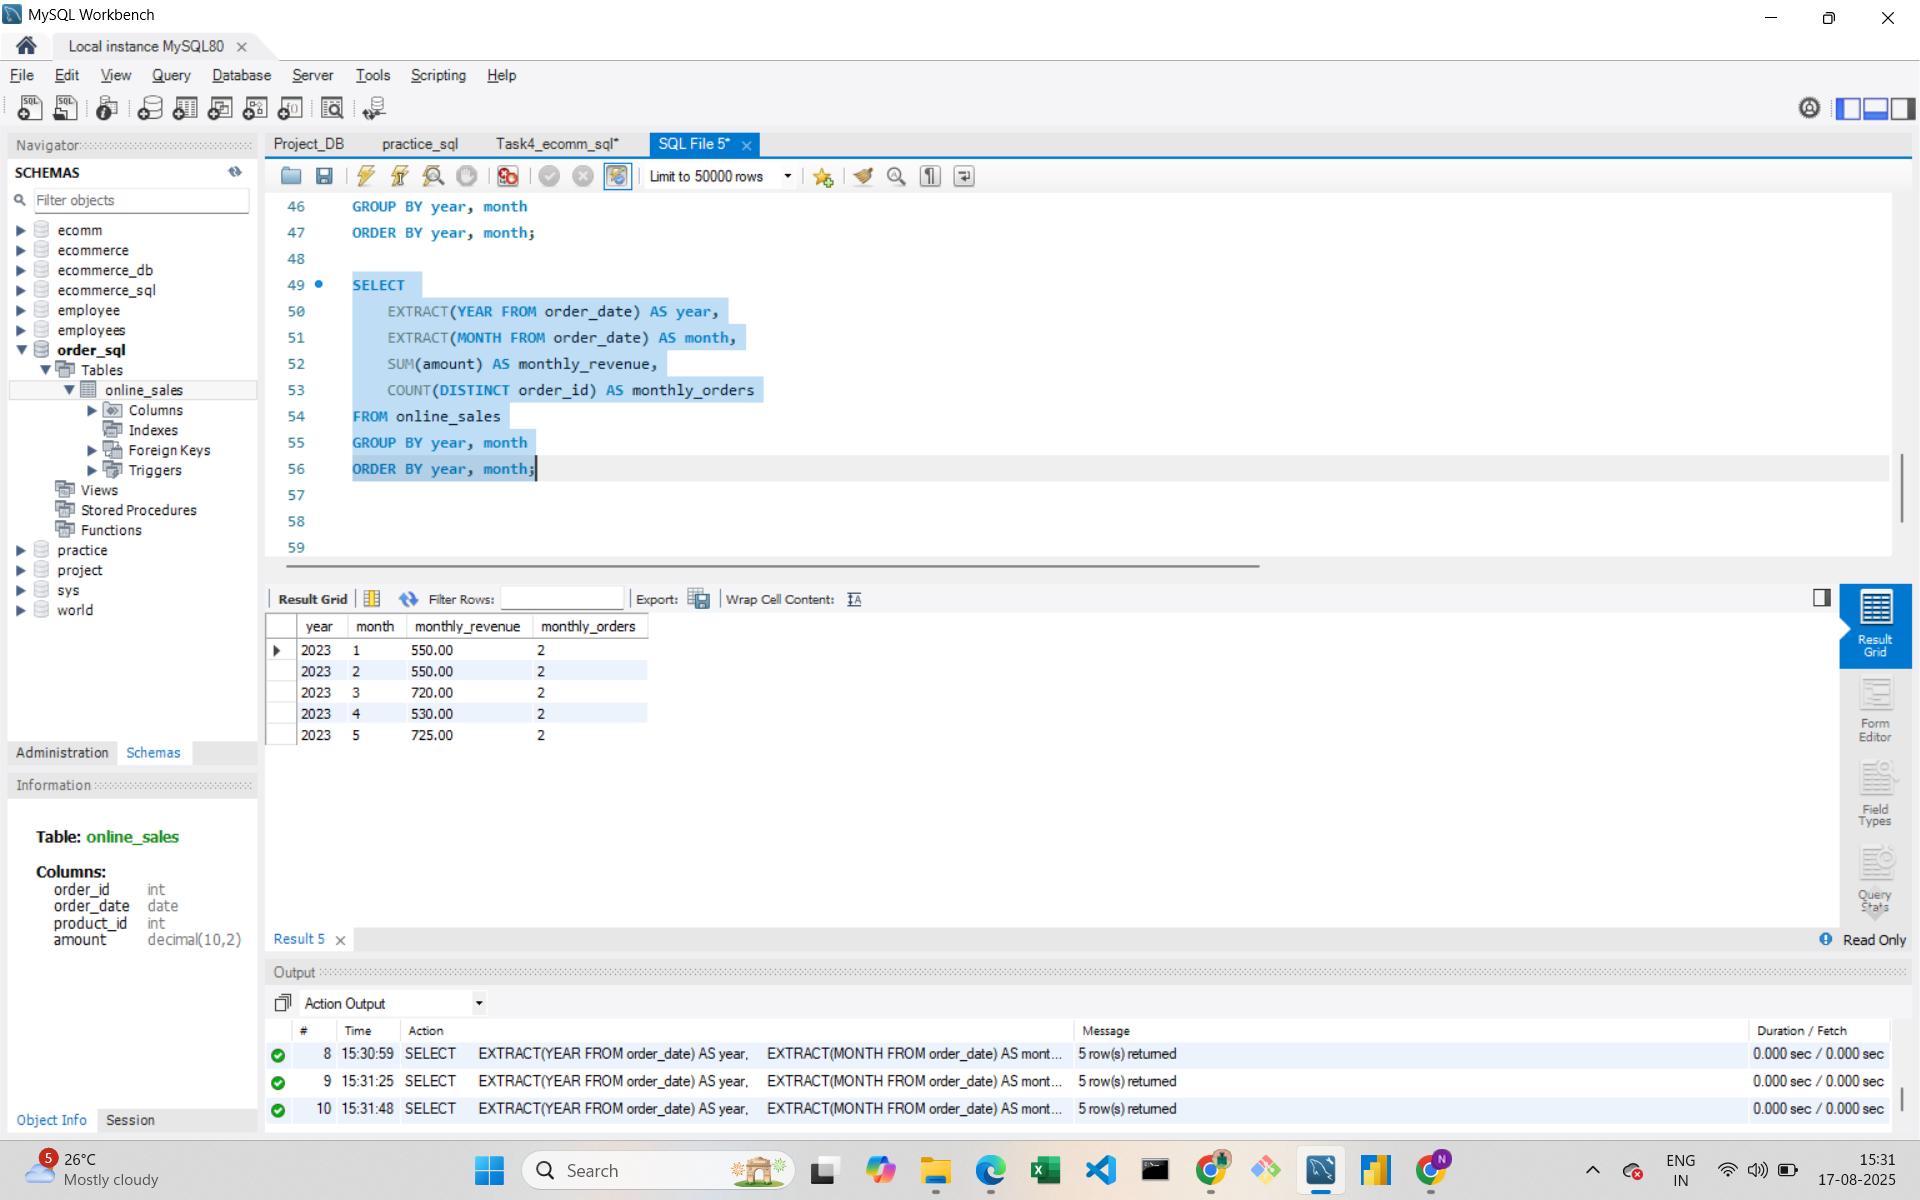 MySQL Workbench
Local instance MySQL80
File Edit View Query Database Server Tools Scripting Help
Navigator
SCHEMAS
Filter objects
ecomm
ecommerce
ecommerce_db
ecommerce_sql
employee
employees
order_sql
Tables
online_sales
Columns
Indexes
Foreign Keys
Triggers
Views
Stored Procedures
Functions
practice
project
sys
world
Administration Schemas
Information
Table: online_sales
Columns:
order_id int
order_date date
product_id int
amount decimal(10,2)
Object Info Session
Project_DB practice_sql Task4_ecomm_sql* SQL File 5*
Limit to 50000 rows
46 GROUP BY year, month
47 ORDER BY year, month;
48
49 SELECT
50 EXTRACT(YEAR FROM order_date) AS year,
51 EXTRACT(MONTH FROM order_date) AS month,
52 SUM(amount) AS monthly_revenue,
53 COUNT(DISTINCT order_id) AS monthly_orders
54 FROM online_sales
55 GROUP BY year, month
56 ORDER BY year, month;
57
58
59
Result Grid Filter Rows: Export: Wrap Cell Content:
year month monthly_revenue monthly_orders
2023 1 550.00 2
2023 2 550.00 2
2023 3 720.00 2
2023 4 530.00 2
2023 5 725.00 2
Result
Grid
Form
Editor
Field
Types
Query
Stats
Result 5
Read Only
Output
Action Output
# Time Action Message Duration / Fetch
8 15:30:59 SELECT EXTRACT(YEAR FROM order_date) AS year, EXTRACT(MONTH FROM order_date) AS mont... 5 row(s) returned 0.000 sec / 0.000 sec
9 15:31:25 SELECT EXTRACT(YEAR FROM order_date) AS year, EXTRACT(MONTH FROM order_date) AS mont... 5 row(s) returned 0.000 sec / 0.000 sec
10 15:31:48 SELECT EXTRACT(YEAR FROM order_date) AS year, EXTRACT(MONTH FROM order_date) AS mont... 5 row(s) returned 0.000 sec / 0.000 sec
5
26°C
Mostly cloudy
Search
N
ENG
IN
15:31
17-08-2025